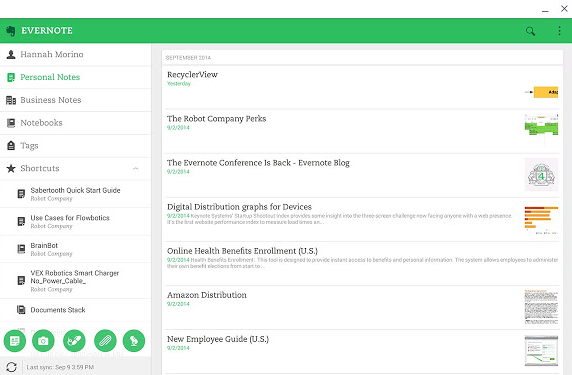 EVERNOTE
Hannah Morino
Personal Notes
Business Notes
Notebooks
Tags
Shortcuts
Sabertooth Quick Start Guide
Robot Company
Use Cases for Flowbotics
Robot Company
BrainBot
Robot Company
VEX Robotics Smart Charger
No_Power_Cable_
Robot Company
Documents Stack
Last sync: Sep 9 3:59 PM
SEPTEMBER 2014
RecyclerView
Yesterday
Adap
The Robot Company Perks
9/2/2014
The Evernote Conference Is Back - Evernote Blog
9/2/2014
4
Digital Distribution graphs for Devices
9/2/2014 Keynote Systems' Startup Shootout Index provides some insight into the three screen challenge now facing anyone with a web presence.
It's the first website performance index to measure load times an...
Online Health Benefits Enrollment (U.S.)
9/2/2014 Health Benefits Enrollment: This tool is designed to provide instant access to benefits and personal information. The system allows employees to administer
their own benefit elections from start to ...
Amazon Distribution
9/2/2014
New Employee Guide (U.S.)
9/2/2014